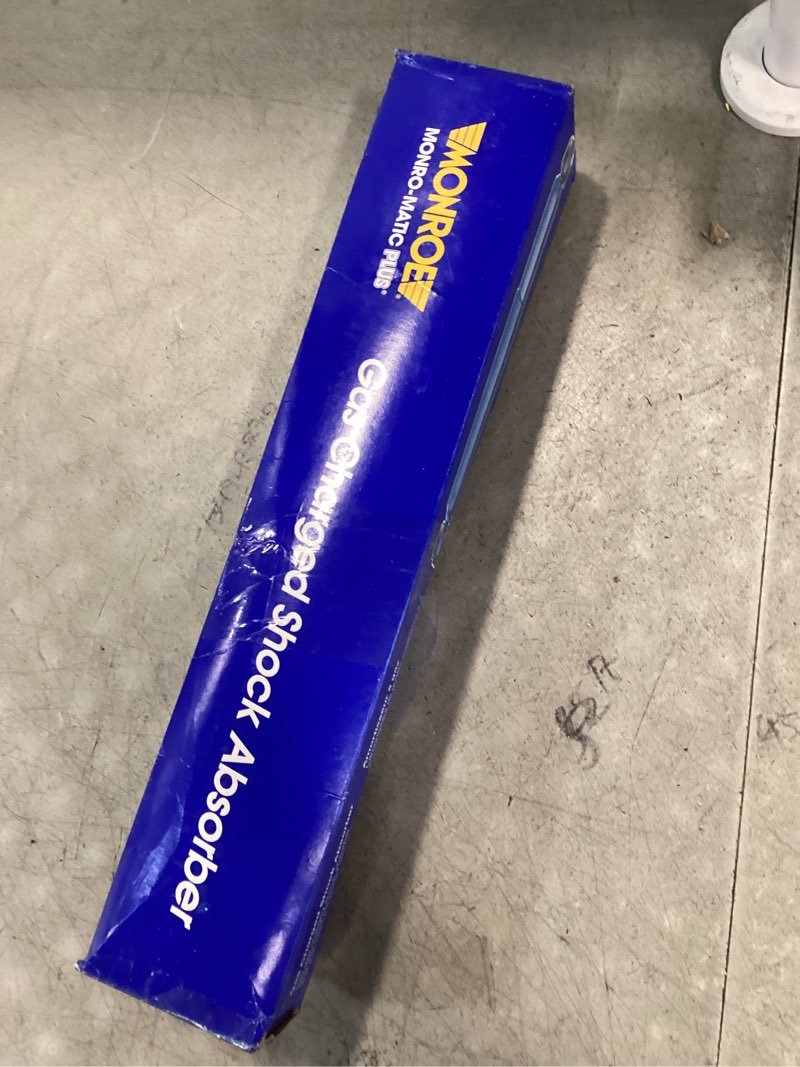 MONROE
MONRO-MATIC PLUS
Gas-Charged Shock Absorber